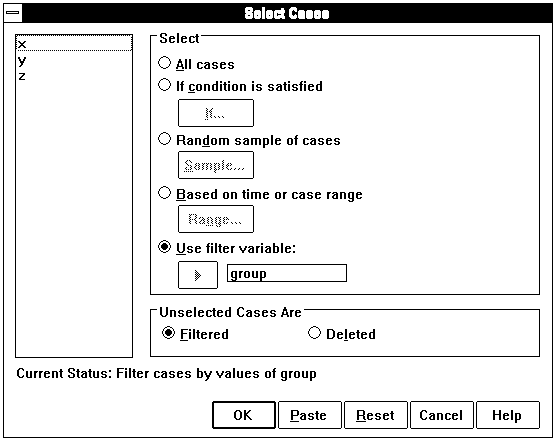 Select Cases
x
y
z
Select
All cases
If condition is satisfied
If...
Random sample of cases
Sample...
Based on time or case range
Range...
Use filter variable:
group
Unselected Cases Are
Filtered Deleted
Current Status: Filter cases by values of group
OK Paste Reset Cancel Help